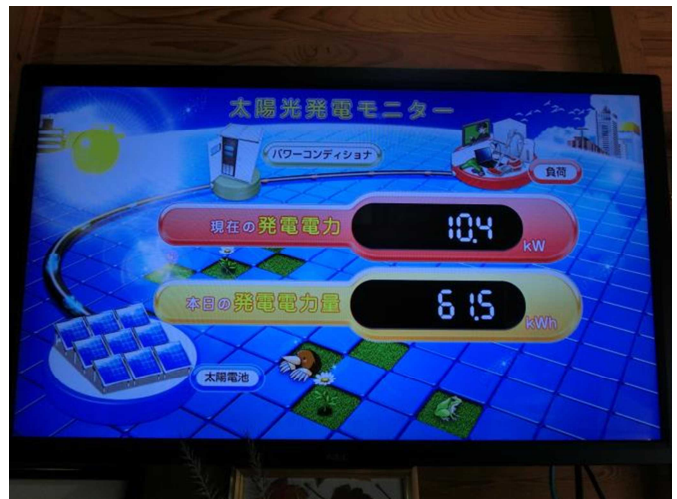 太陽光発電モニター
パワーコンディショナ
負荷
現在の発電電力
10.4
kW
本日の発電電力量
61.5
kWh
太陽電池